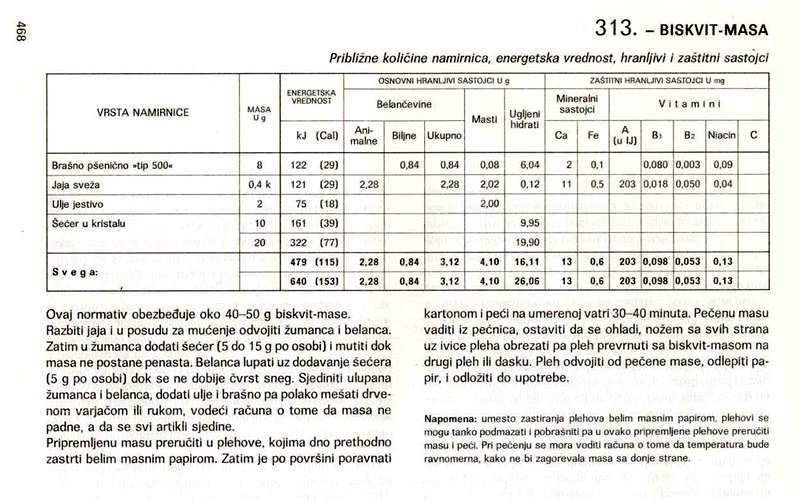 468
313. – BISKVIT-MASA
Približne količine namirnica, energetska vrednost, hranljivi i zaštitni sastojci
VRSTA NAMIRNICE MASA U g ENERGETSKA VREDNOST OSNOVNI HRANLJIVI SASTOJCI U g ZAŠTITNI HRANLJIVI SASTOJCI U mg
Belančevine Masti Ugljeni hidrati Mineralni sastojci Vitamini
kJ (Cal) Ani-malne Biljne Ukupno Ca Fe A (u IJ) B1 B2 Niacin C
Brašno pšenično »tip 500« 8 122 (29) 0,84 0,84 0,08 6,04 2 0,1 0,080 0,003 0,09
Jaja sveža 0,4 k 121 (29) 2,28 2,28 2,02 0,12 11 0,5 203 0,018 0,050 0,04
Ulje jestivo 2 75 (18) 2,00
Šećer u kristalu 10 161 (39) 9,95
20 322 (77) 19,90
Svega: 479 (115) 2,28 0,84 3,12 4,10 16,11 13 0,6 203 0,098 0,053 0,13
640 (153) 2,28 0,84 3,12 4,10 26,06 13 0,6 203 0,098 0,053 0,13
Ovaj normativ obezbeđuje oko 40–50 g biskvit-mase.
Razbiti jaja i u posudu za mućenje odvojiti žumanca i belanca.
Zatim u žumanca dodati šećer (5 do 15 g po osobi) i mutiti dok
masa ne postane penasta. Belanca lupati uz dodavanje šećera
(5 g po osobi) dok se ne dobije čvrst sneg. Sjediniti ulupana
žumanca i belanca, dodati ulje i brašno pa polako mešati drve-
nom varjačom ili rukom, vodeći računa o tome da masa ne
padne, a da se svi artikli sjedine.
Pripremljenu masu preručiti u plehove, kojima dno prethodno
zastrti belim masnim papirom. Zatim je po površini poravnati
kartonom i peći na umerenoj vatri 30–40 minuta. Pečenu masu
vaditi iz pećnica, ostaviti da se ohladi, nožem sa svih strana
uz ivice pleha obrezati pa pleh prevrnuti sa biskvit-masom na
drugi pleh ili dasku. Pleh odvojiti od pečene mase, odlepiti pa-
pir, i odložiti do upotrebe.
Napomena: umesto zastiranja plehova belim masnim papirom, plehovi se
mogu tanko podmazati i pobrašniti pa u ovako pripremljene plehove preručiti
masu i peći. Pri pečenju se mora voditi računa o tome da temperatura bude
ravnomerna, kako ne bi zagorevala masa sa donje strane.